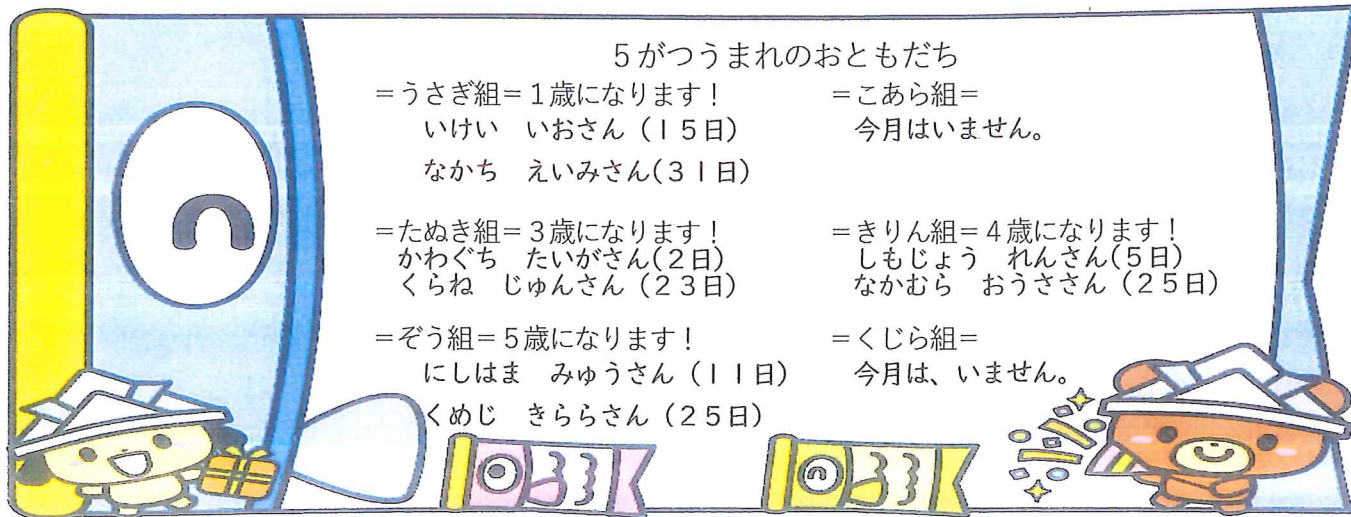 ５がつうまれのおともだち
＝うさぎ組＝１歳になります！
いけい　いおさん（１５日）
なかち　えいみさん(３１日)
＝こあら組＝
今月はいません。
＝たぬき組＝３歳になります！
かわぐち　たいがさん(２日)
くらね　じゅんさん（２３日）
＝きりん組＝４歳になります！
しもじょう　れんさん(５日)
なかむら　おうささん（２５日）
＝ぞう組＝５歳になります！
にしはま　みゅうさん（１１日）
くめじ　きららさん（２５日）
＝くじら組＝
今月は、いません。